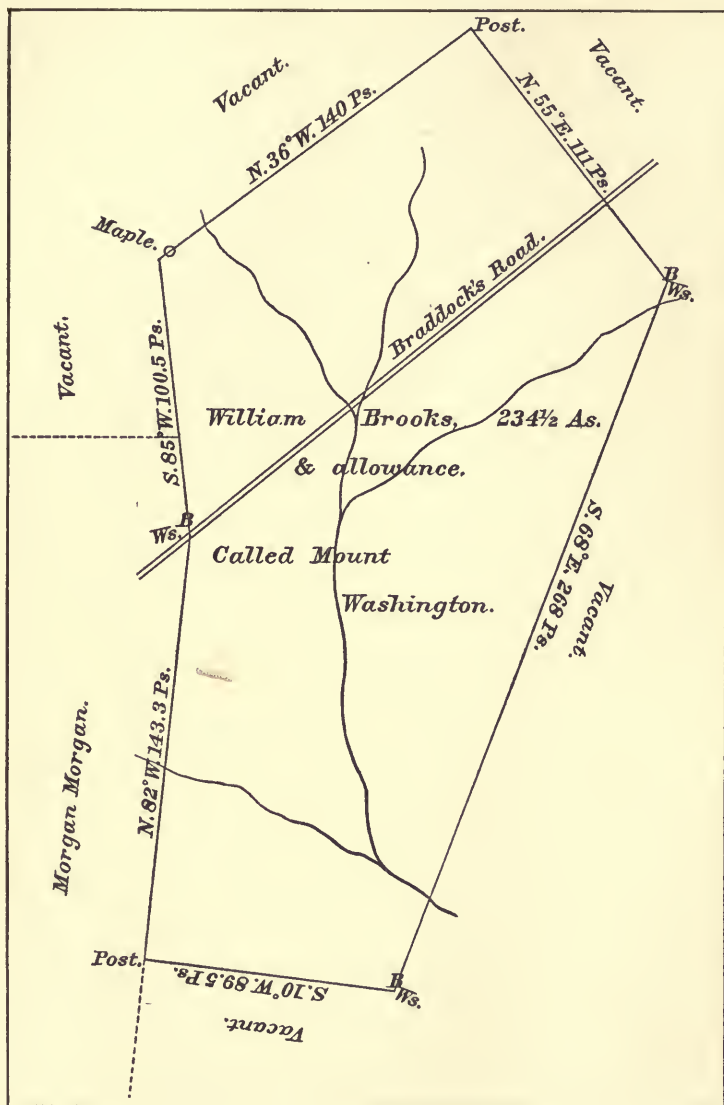 Post.
Vacant.
Vacant.
N. 36° W. 140 Ps.
N. 55° E. 111 Ps.
Maple.
Braddock's Road.
B
Ws.
Vacant.
S. 85° W. 100.5 Ps.
William Brooks, 234½ As.
& allowance.
B
Ws.
Called Mount
Washington.
S. 68° E. 268 Ps.
Vacant.
Morgan Morgan.
N. 82° W. 143.3 Ps.
Post.
S. 10° W. 89.5 Ps.
B
Ws.
Vacant.